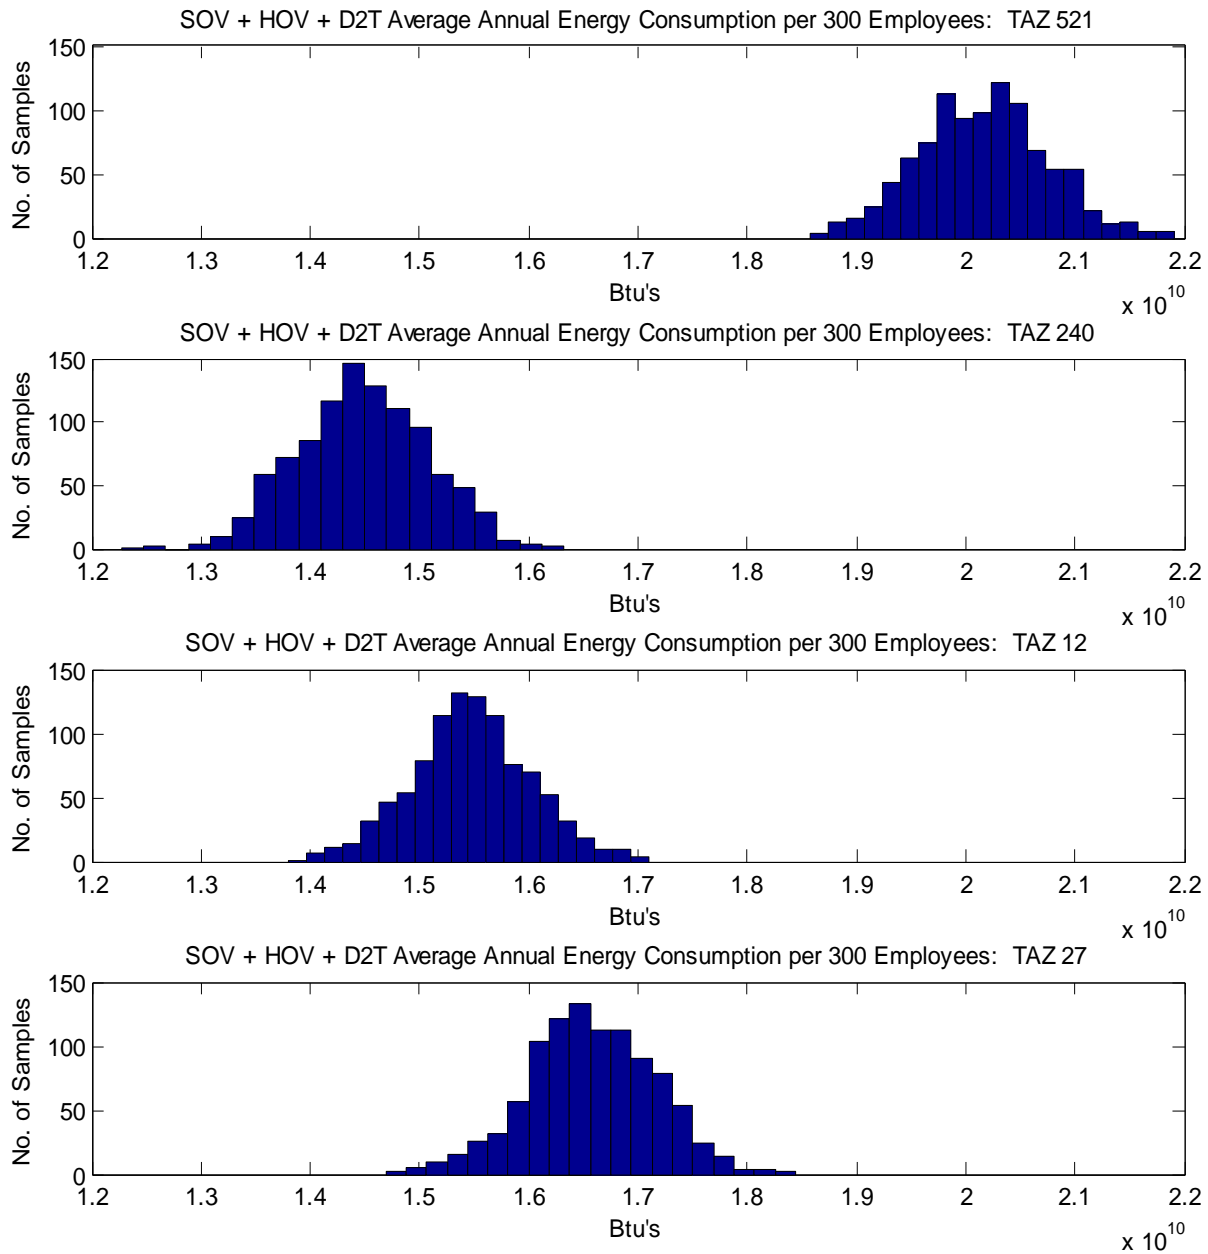 SOV + HOV + D2T Average Annual Energy Consumption per 300 Employees: TAZ 521
150
100
50
0
No. of Samples
1.2 1.3 1.4 1.5 1.6 1.7 1.8 1.9 2 2.1 2.2
Btu's
x 10^10
SOV + HOV + D2T Average Annual Energy Consumption per 300 Employees: TAZ 240
150
100
50
0
No. of Samples
1.2 1.3 1.4 1.5 1.6 1.7 1.8 1.9 2 2.1 2.2
Btu's
x 10^10
SOV + HOV + D2T Average Annual Energy Consumption per 300 Employees: TAZ 12
150
100
50
0
No. of Samples
1.2 1.3 1.4 1.5 1.6 1.7 1.8 1.9 2 2.1 2.2
Btu's
x 10^10
SOV + HOV + D2T Average Annual Energy Consumption per 300 Employees: TAZ 27
150
100
50
0
No. of Samples
1.2 1.3 1.4 1.5 1.6 1.7 1.8 1.9 2 2.1 2.2
Btu's
x 10^10